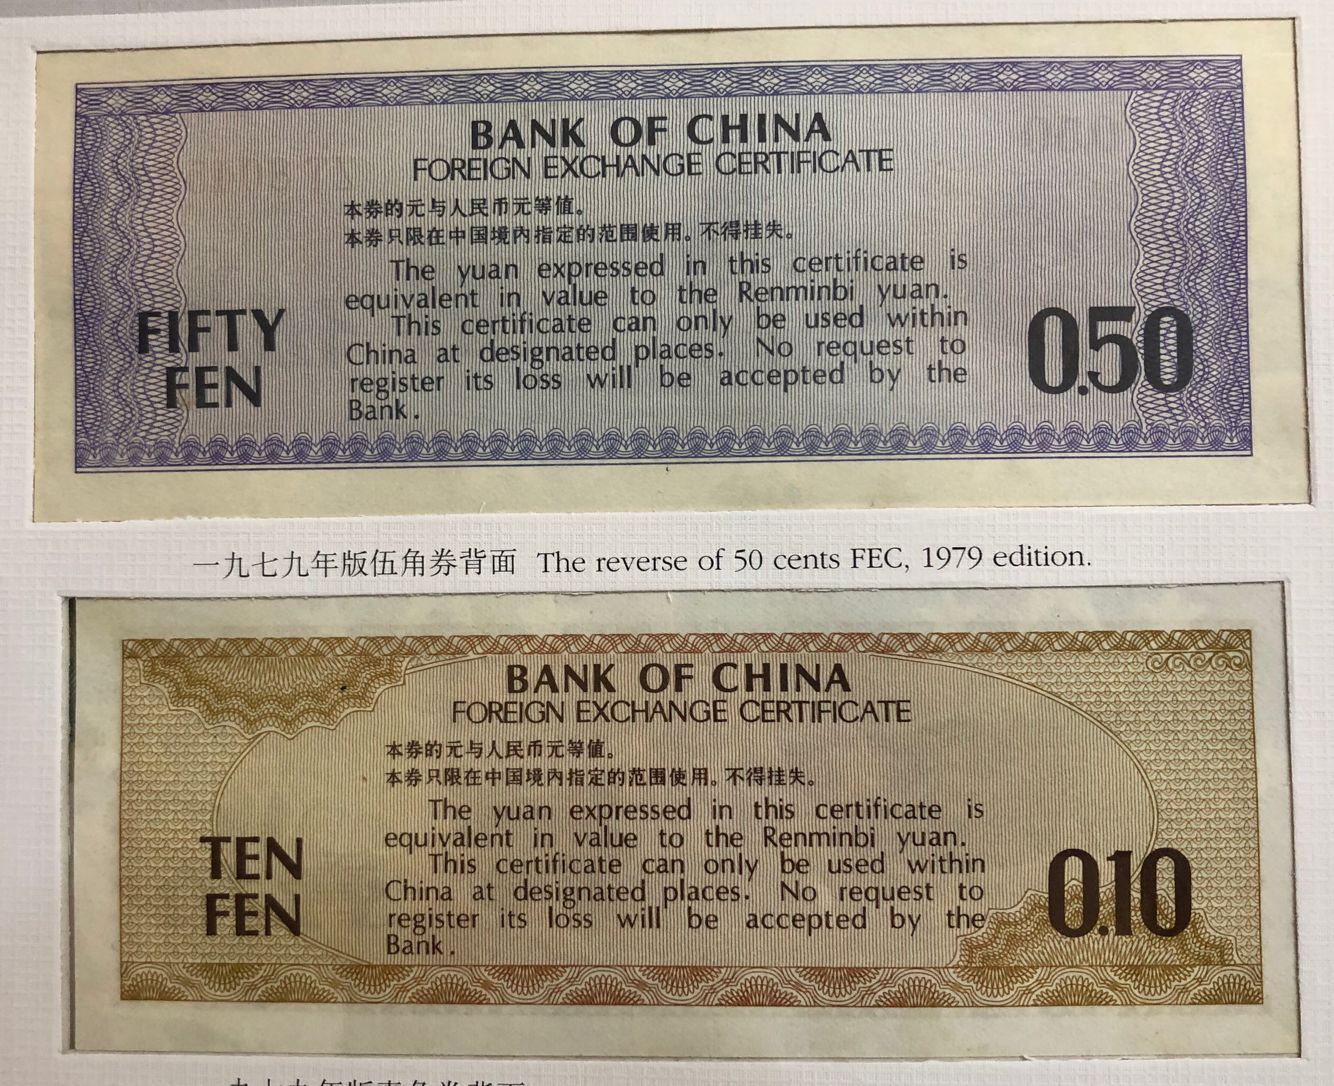 BANK OF CHINA
FOREIGN EXCHANGE CERTIFICATE
本券的元与人民币元等值。
本券只限在中国境内指定的范围使用。不得挂失。
The yuan expressed in this certificate is
equivalent in value to the Renminbi yuan.
This certificate can only be used within
China at designated places. No request to
register its loss will be accepted by the
Bank.
FIFTY
FEN
0.50
一九七九年版伍角券背面 The reverse of 50 cents FEC, 1979 edition.
BANK OF CHINA
FOREIGN EXCHANGE CERTIFICATE
本券的元与人民币元等值。
本券只限在中国境内指定的范围使用。不得挂失。
The yuan expressed in this certificate is
equivalent in value to the Renminbi yuan.
This certificate can only be used within
China at designated places. No request to
register its loss will be accepted by the
Bank.
TEN
FEN
0.10